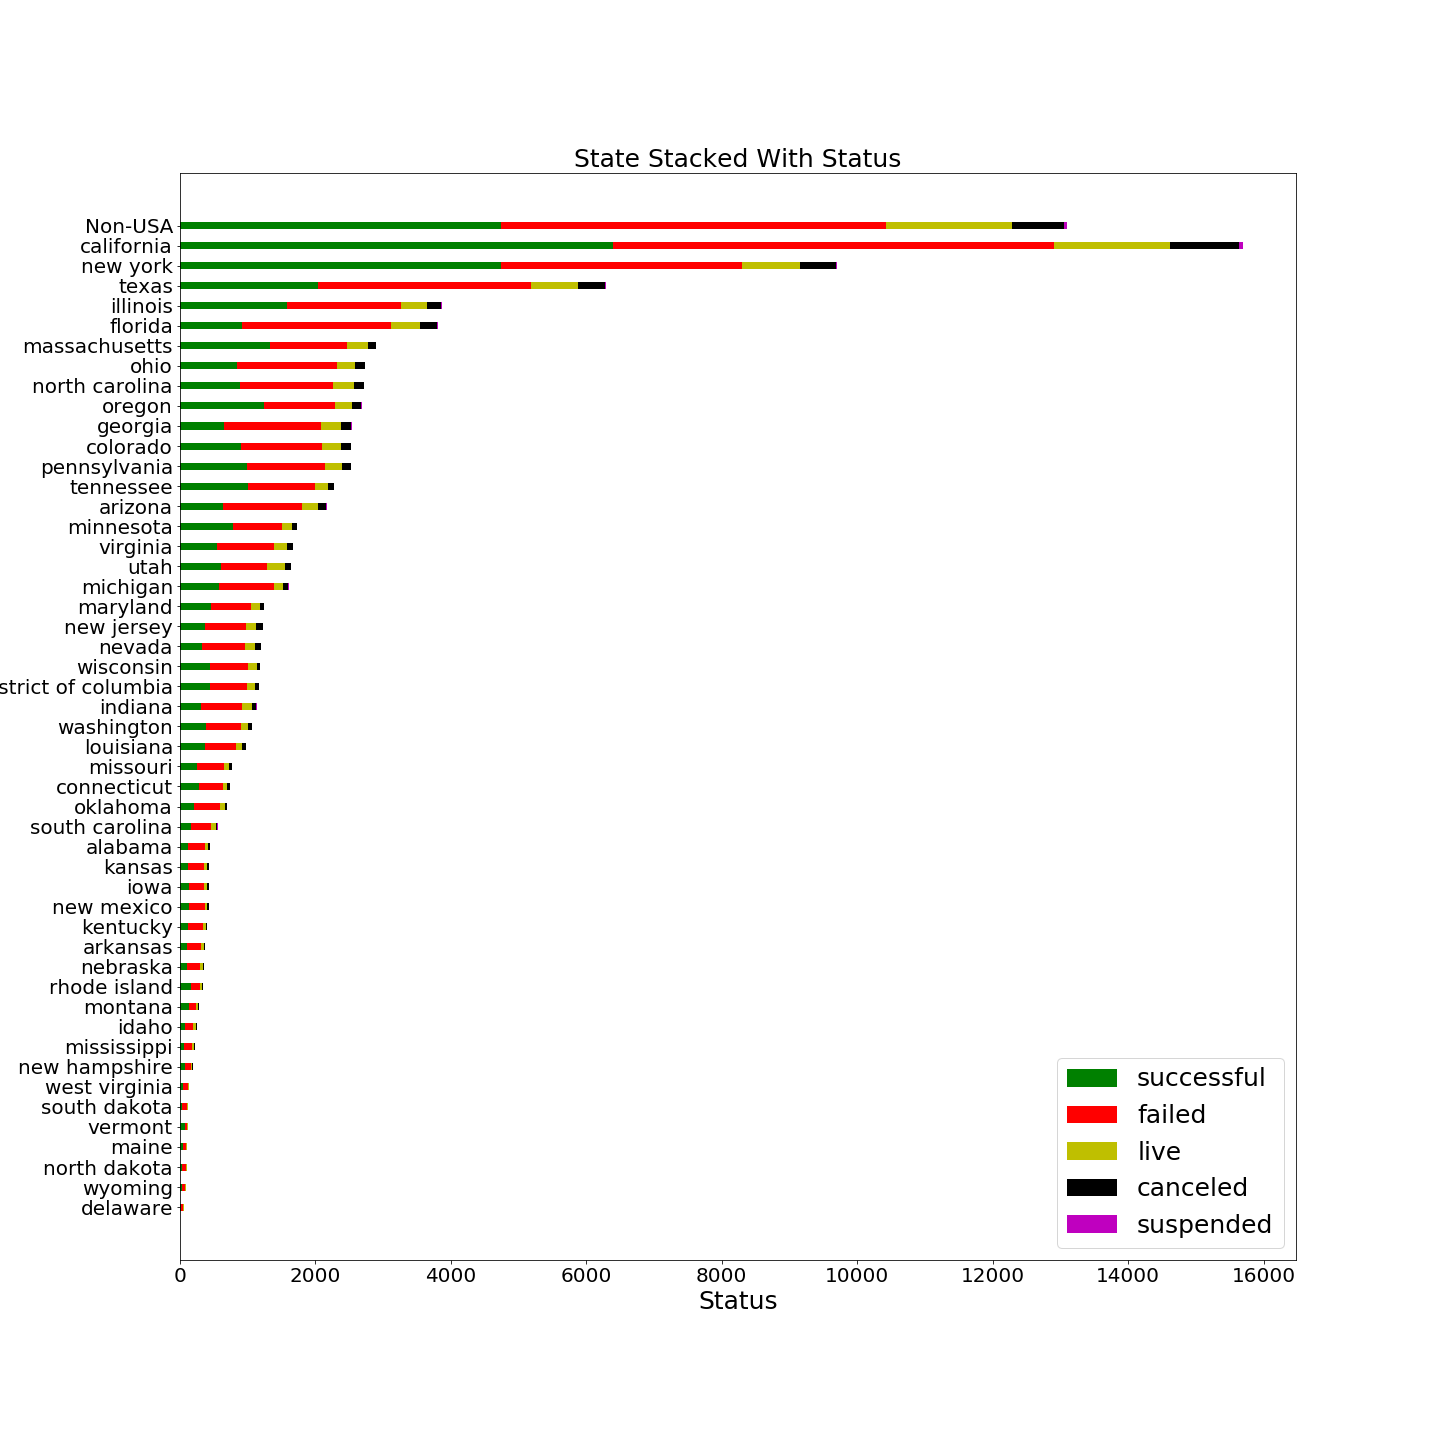 State Stacked With Status
Non-USA
california
new york
texas
illinois
florida
massachusetts
ohio
north carolina
oregon
georgia
colorado
pennsylvania
tennessee
arizona
minnesota
virginia
utah
michigan
maryland
new jersey
nevada
wisconsin
strict of columbia
indiana
washington
louisiana
missouri
connecticut
oklahoma
south carolina
alabama
kansas
iowa
new mexico
kentucky
arkansas
nebraska
rhode island
montana
idaho
mississippi
new hampshire
west virginia
south dakota
vermont
maine
north dakota
wyoming
delaware
successful
failed
live
canceled
suspended
0 2000 4000 6000 8000 10000 12000 14000 16000
Status